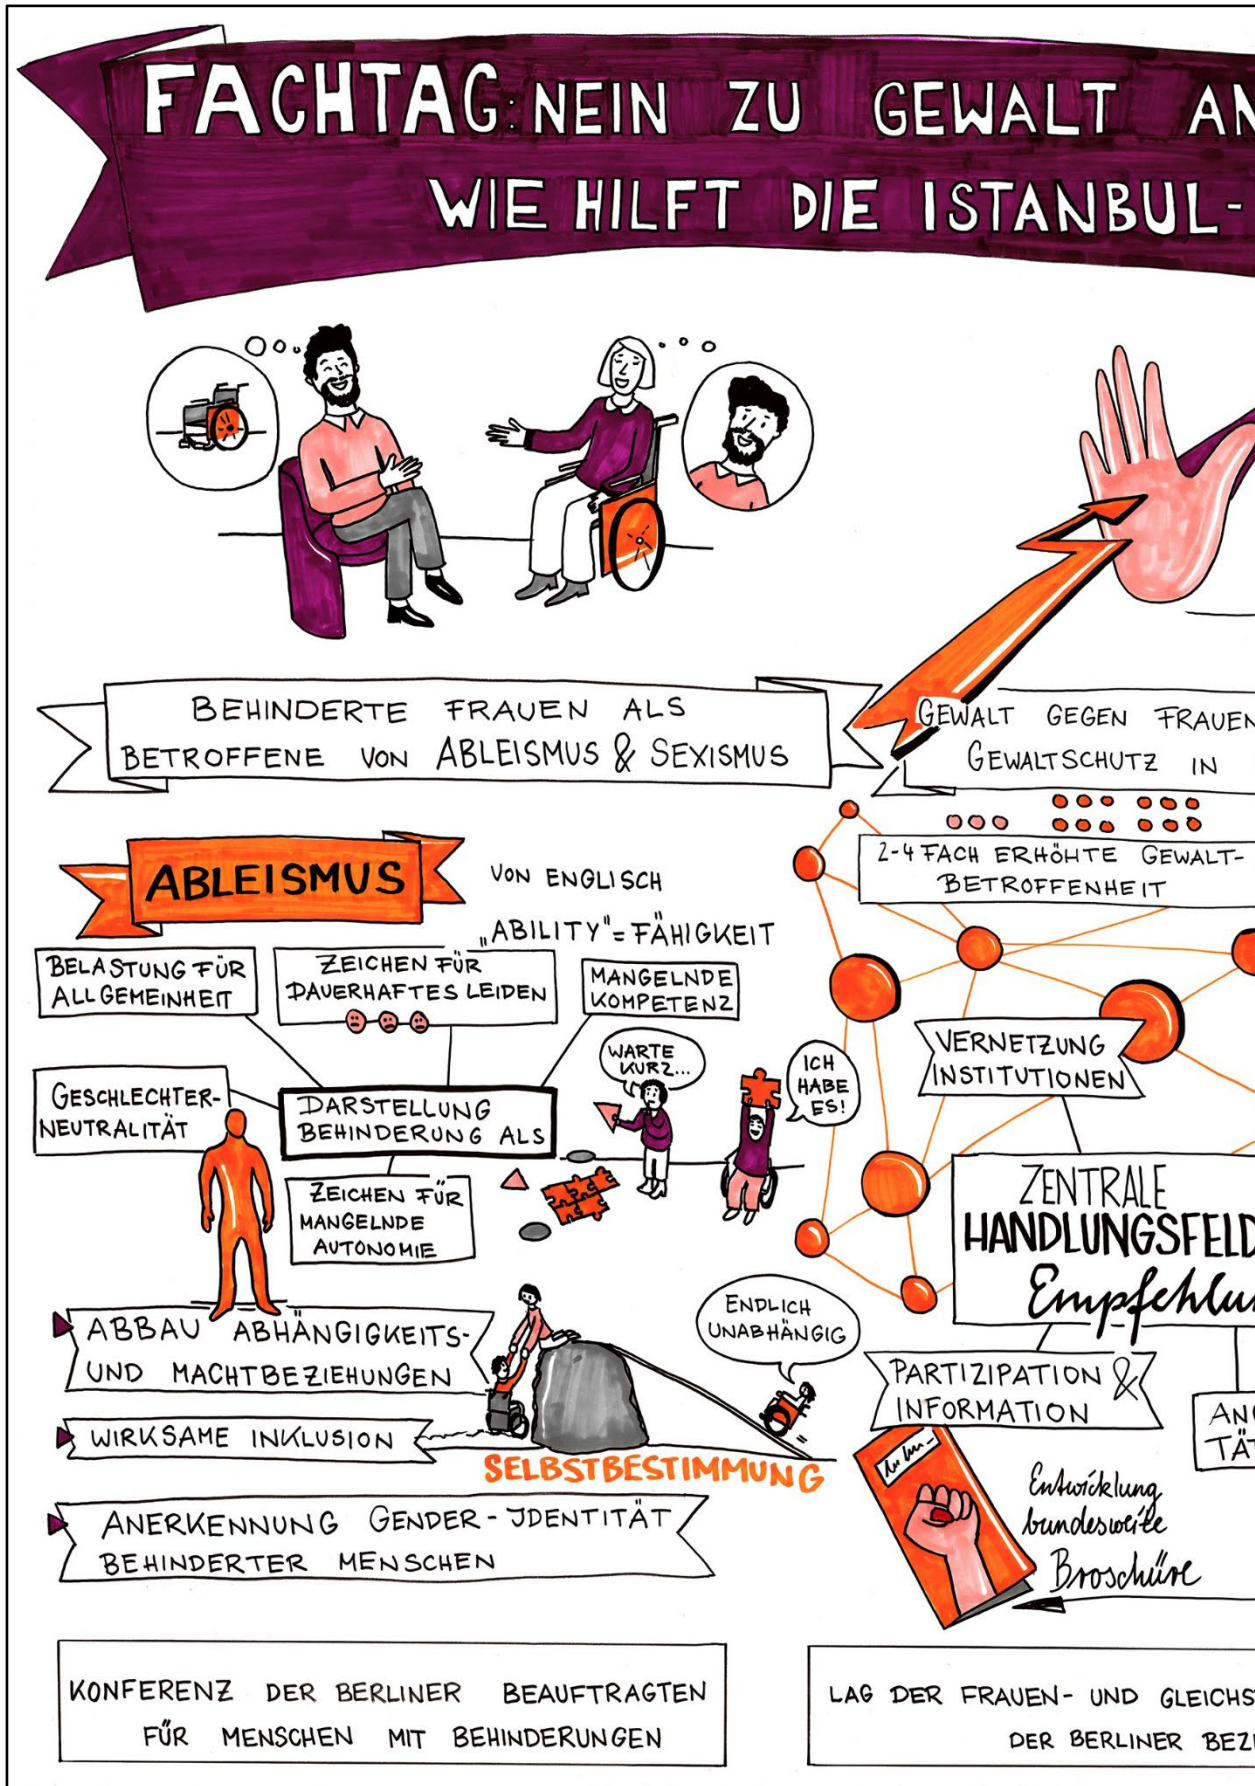 FACHTAG: NEIN ZU GEWALT AN
WIE HILFT DIE ISTANBUL-
BEHINDERTE FRAUEN ALS
BETROFFENE VON ABLEISMUS & SEXISMUS
ABLEISMUS
VON ENGLISCH
„ABILITY" = FÄHIGKEIT
BELASTUNG FÜR
ALLGEMEINHEIT
ZEICHEN FÜR
DAUERHAFTES LEIDEN
MANGELNDE
KOMPETENZ
GESCHLECHTER-
NEUTRALITÄT
DARSTELLUNG
BEHINDERUNG ALS
ZEICHEN FÜR
MANGELNDE
AUTONOMIE
WARTE
KURZ...
ICH
HABE
ES!
ABBAU ABHÄNGIGKEITS-
UND MACHTBEZIEHUNGEN
WIRKSAME INKLUSION
ENDLICH
UNABHÄNGIG
SELBSTBESTIMMUNG
ANERKENNUNG GENDER-IDENTITÄT
BEHINDERTER MENSCHEN
KONFERENZ DER BERLINER BEAUFTRAGTEN
FÜR MENSCHEN MIT BEHINDERUNGEN
GEWALT GEGEN FRAUEN
GEWALTSCHUTZ IN
2-4 FACH ERHÖHTE GEWALT-
BETROFFENHEIT
VERNETZUNG
INSTITUTIONEN
ZENTRALE
HANDLUNGSFELD
Empfehlun
PARTIZIPATION &
INFORMATION
TÄT
Entwicklung
bundesweite
Broschüre
LAG DER FRAUEN- UND GLEICHS
DER BERLINER BEZI